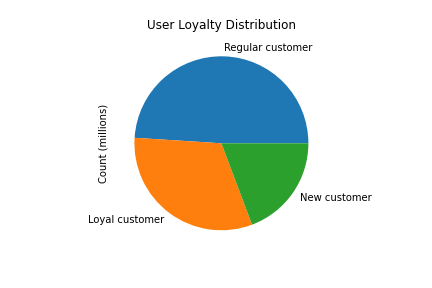 User Loyalty Distribution
Regular customer
Count (millions)
New customer
Loyal customer